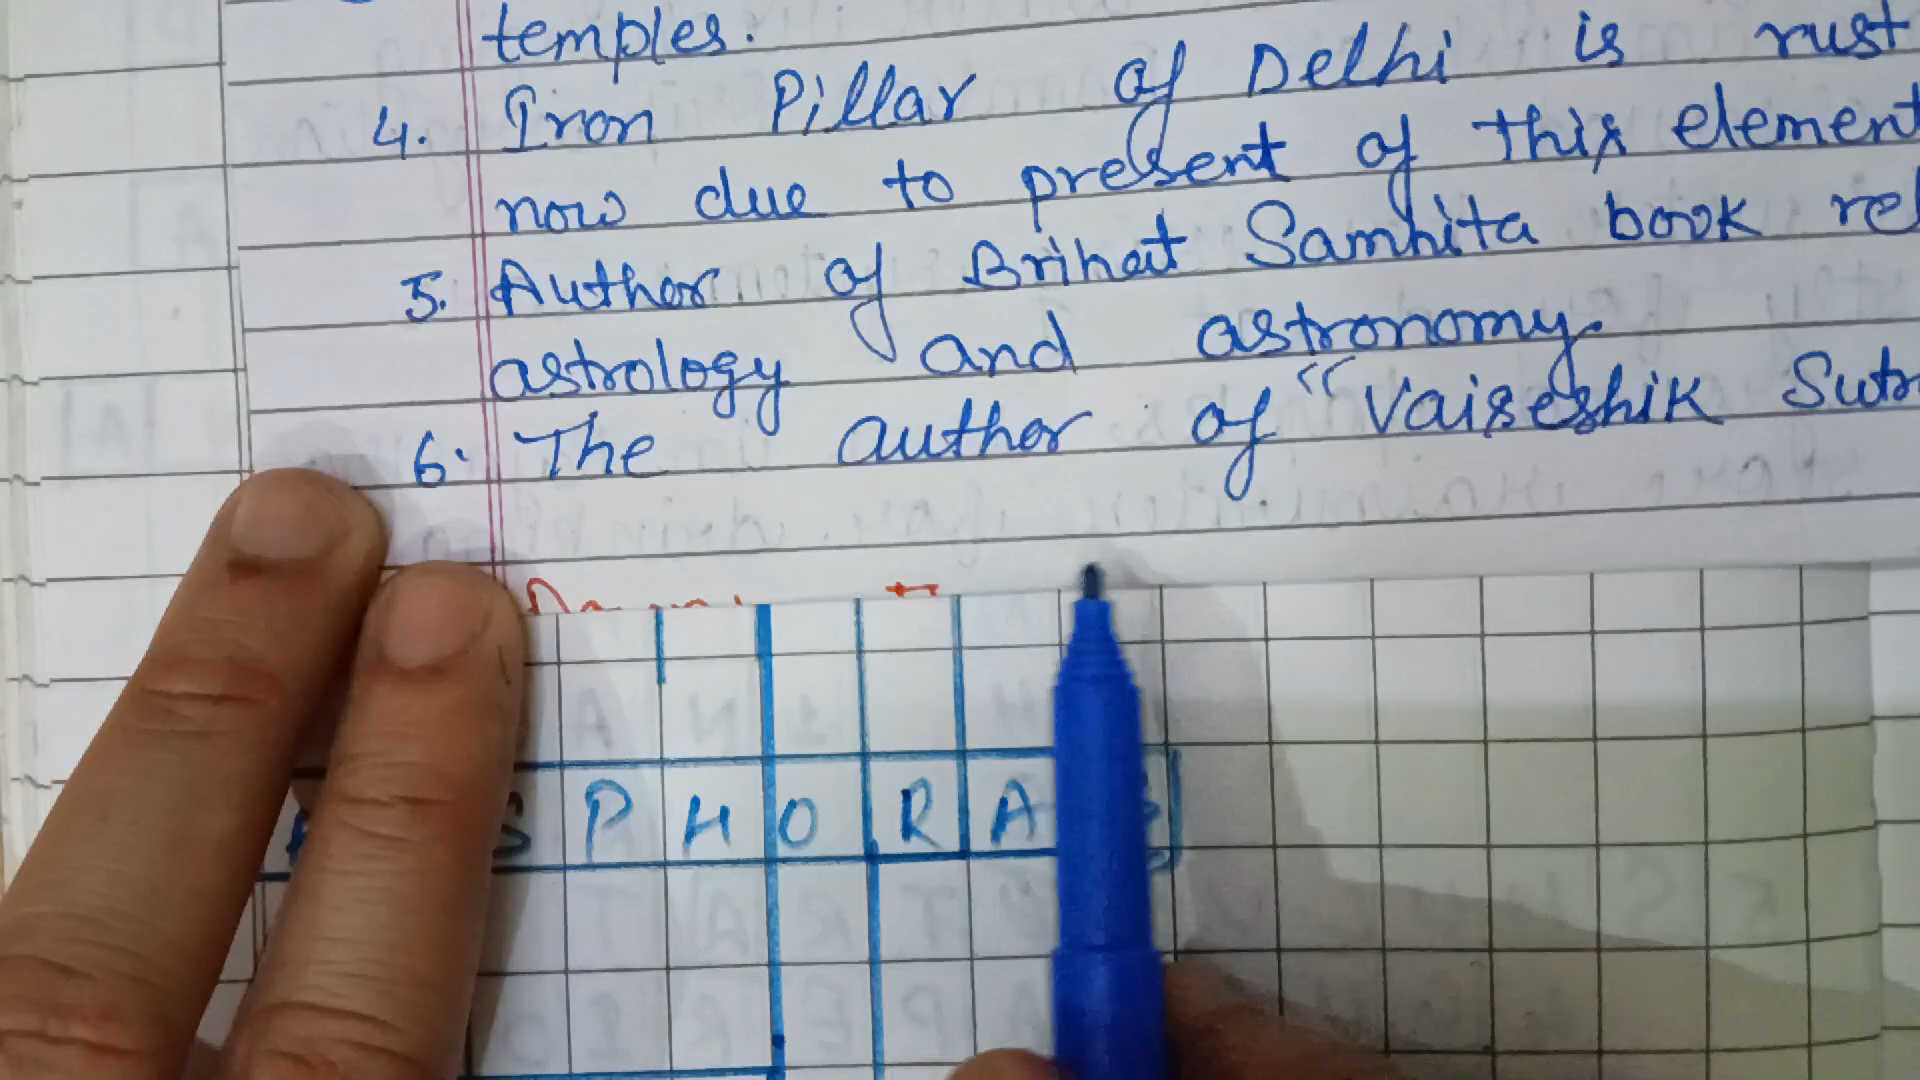 temples.
4. Iron Pillar of Delhi is rust
now due to present of this element
5. Author of Brihat Samhita book rel
astrology and astronomy.
6. The author of "Vaiseshik Sutr
S P H O R A